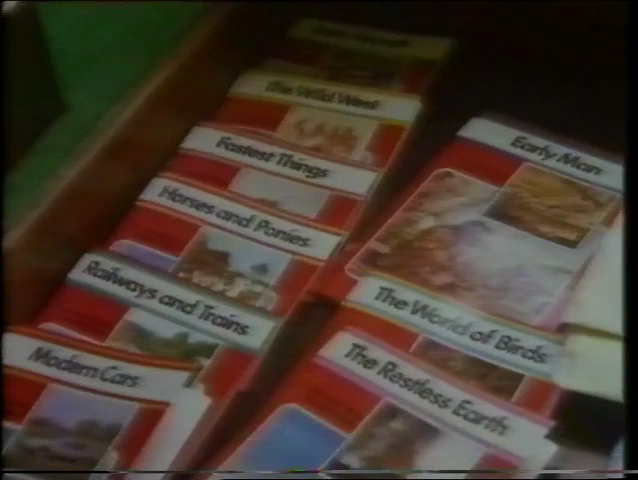 The Wild West
Fastest Things
Horses and Ponies
Railways and Trains
Modern Cars
Early Man
The World of Birds
The Restless Earth